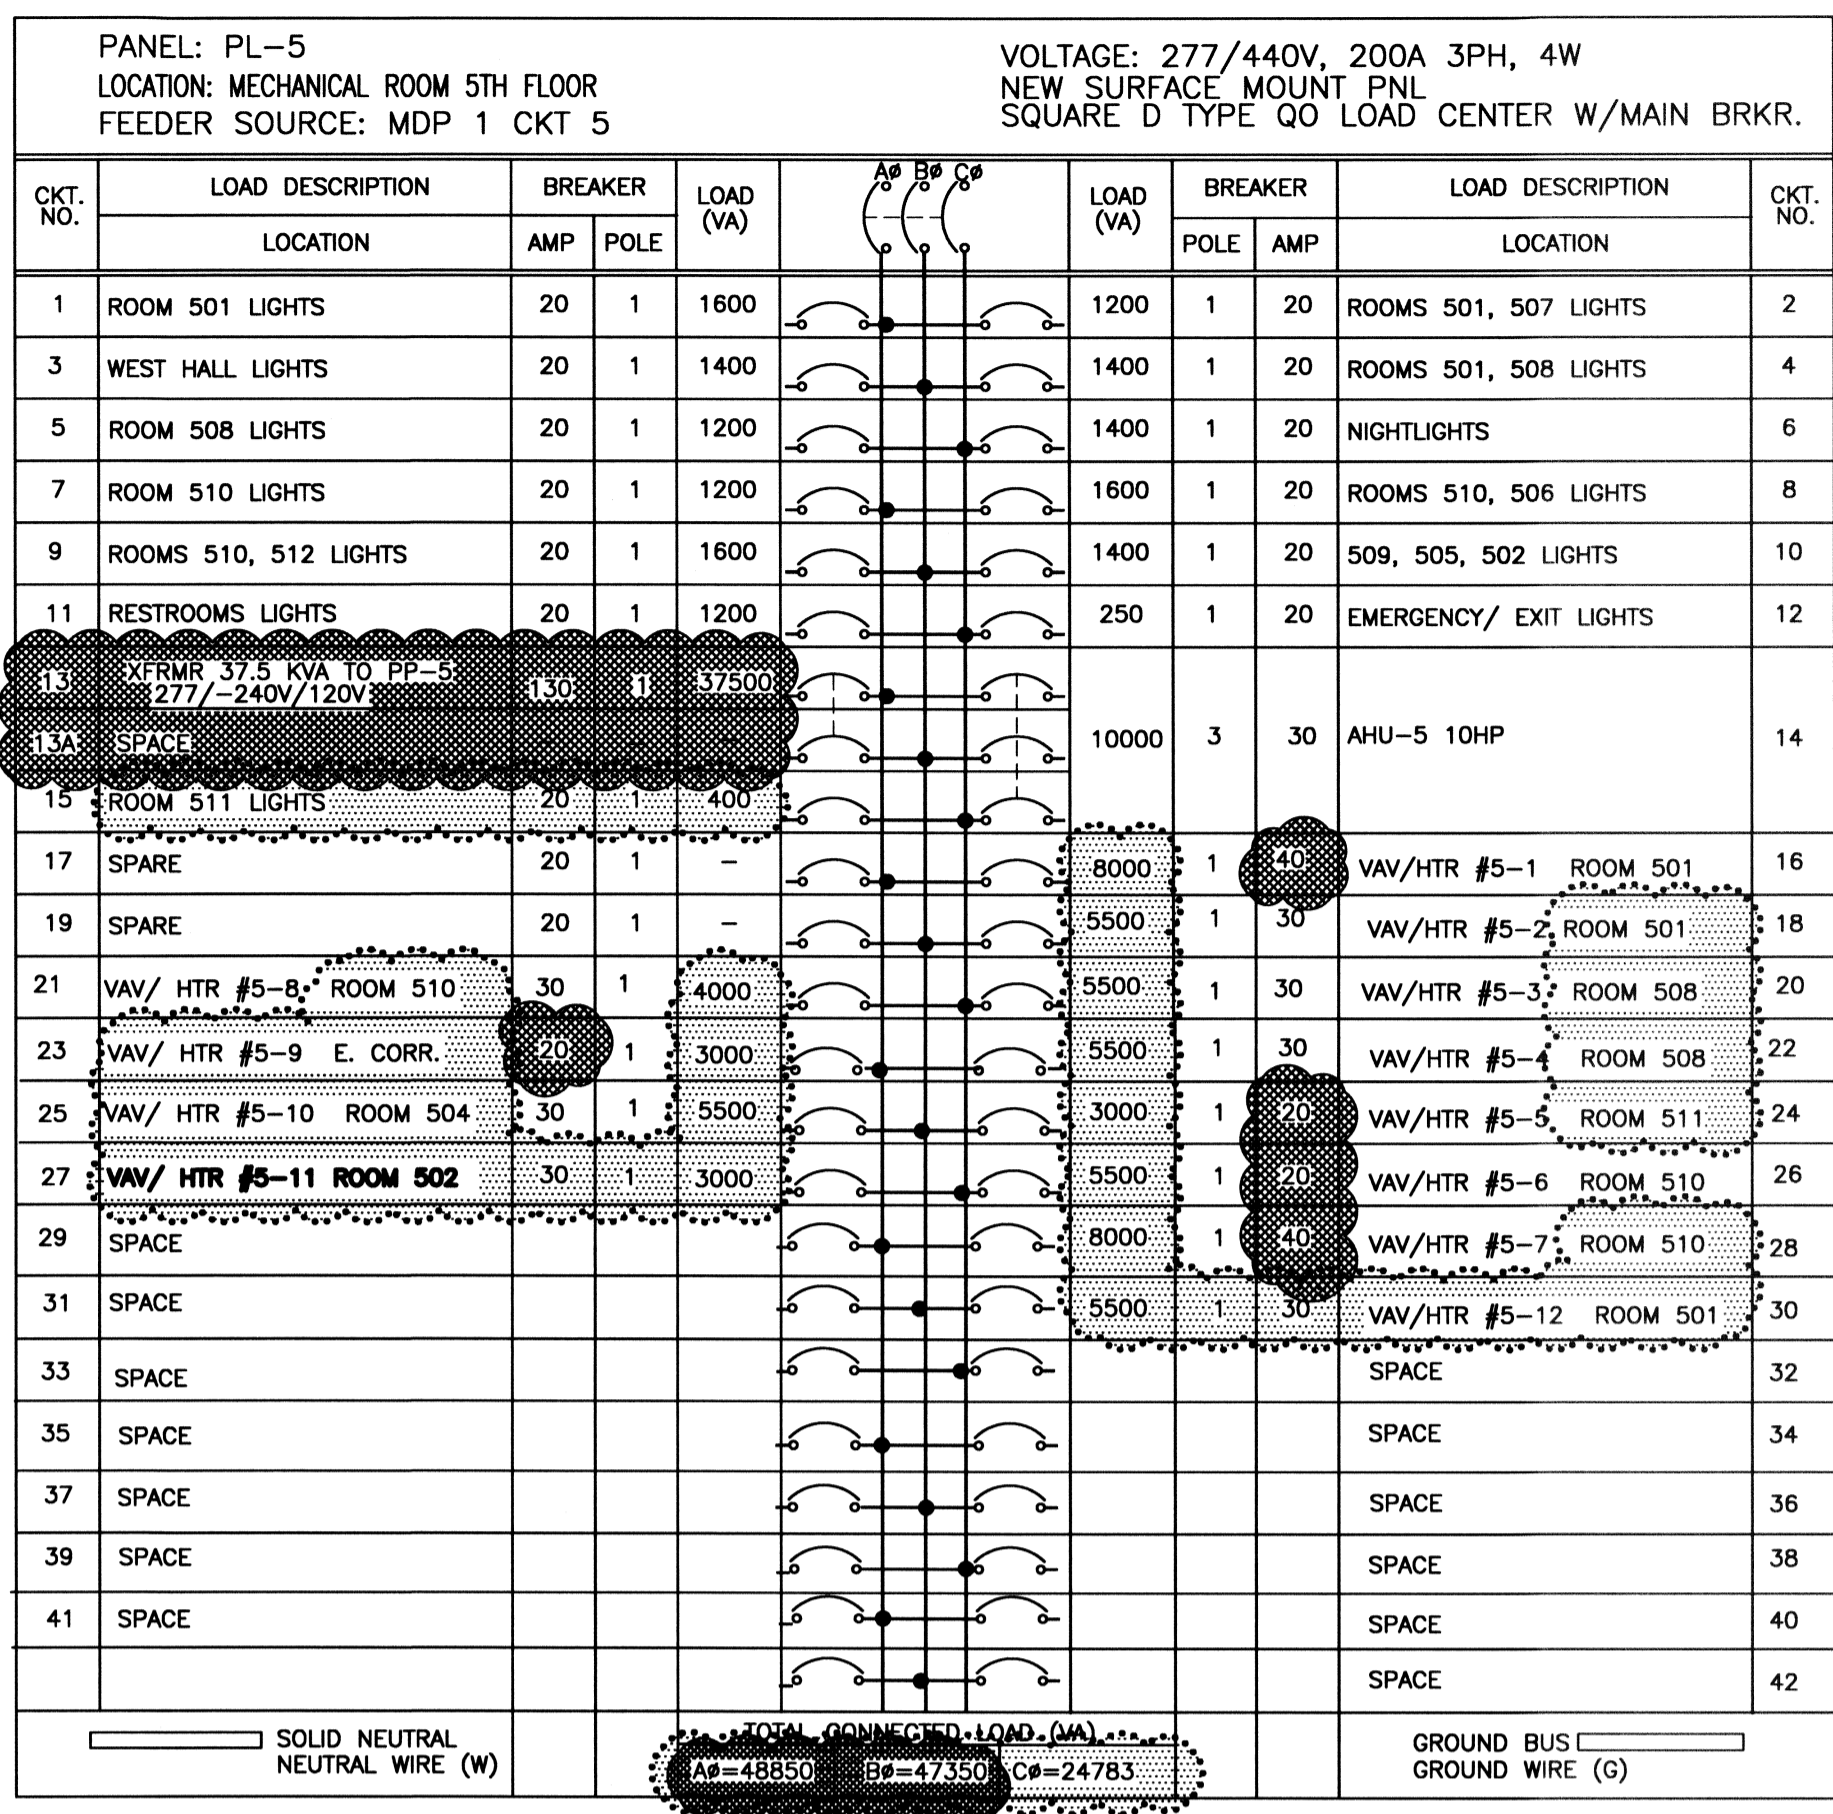 PANEL: PL-5
LOCATION: MECHANICAL ROOM 5TH FLOOR
FEEDER SOURCE: MDP 1 CKT 5
VOLTAGE: 277/440V, 200A 3PH, 4W
NEW SURFACE MOUNT PNL
SQUARE D TYPE QO LOAD CENTER W/MAIN BRKR.
CKT. NO. LOAD DESCRIPTION BREAKER LOAD (VA) AØ BØ CØ LOAD (VA) BREAKER LOAD DESCRIPTION CKT. NO.
LOCATION AMP POLE POLE AMP LOCATION
1 ROOM 501 LIGHTS 20 1 1600 1200 1 20 ROOMS 501, 507 LIGHTS 2
3 WEST HALL LIGHTS 20 1 1400 1400 1 20 ROOMS 501, 508 LIGHTS 4
5 ROOM 508 LIGHTS 20 1 1200 1400 1 20 NIGHTLIGHTS 6
7 ROOM 510 LIGHTS 20 1 1200 1600 1 20 ROOMS 510, 506 LIGHTS 8
9 ROOMS 510, 512 LIGHTS 20 1 1600 1400 1 20 509, 505, 502 LIGHTS 10
11 RESTROOMS LIGHTS 20 1 1200 250 1 20 EMERGENCY/ EXIT LIGHTS 12
13 XFRMR 37.5 KVA TO PP-5 130 1 37500
277/-240V/120V
13A SPACE - - - 10000 3 30 AHU-5 10HP 14
15 ROOM 511 LIGHTS 20 1 400
17 SPARE 20 1 - 8000 1 40 VAV/HTR #5-1 ROOM 501 16
19 SPARE 20 1 - 5500 1 30 VAV/HTR #5-2 ROOM 501 18
21 VAV/ HTR #5-8 ROOM 510 30 1 4000 5500 1 30 VAV/HTR #5-3 ROOM 508 20
23 VAV/ HTR #5-9 E. CORR. 20 1 3000 5500 1 30 VAV/HTR #5-4 ROOM 508 22
25 VAV/ HTR #5-10 ROOM 504 30 1 5500 3000 1 20 VAV/HTR #5-5 ROOM 511 24
27 VAV/ HTR #5-11 ROOM 502 30 1 3000 5500 1 20 VAV/HTR #5-6 ROOM 510 26
29 SPACE 8000 1 40 VAV/HTR #5-7 ROOM 510 28
31 SPACE 5500 1 30 VAV/HTR #5-12 ROOM 501 30
33 SPACE SPACE 32
35 SPACE SPACE 34
37 SPACE SPACE 36
39 SPACE SPACE 38
41 SPACE SPACE 40
SPACE 42
SOLID NEUTRAL
NEUTRAL WIRE (W)
TOTAL CONNECTED LOAD (VA)
AØ=48850 BØ=47350 CØ=24783
GROUND BUS
GROUND WIRE (G)